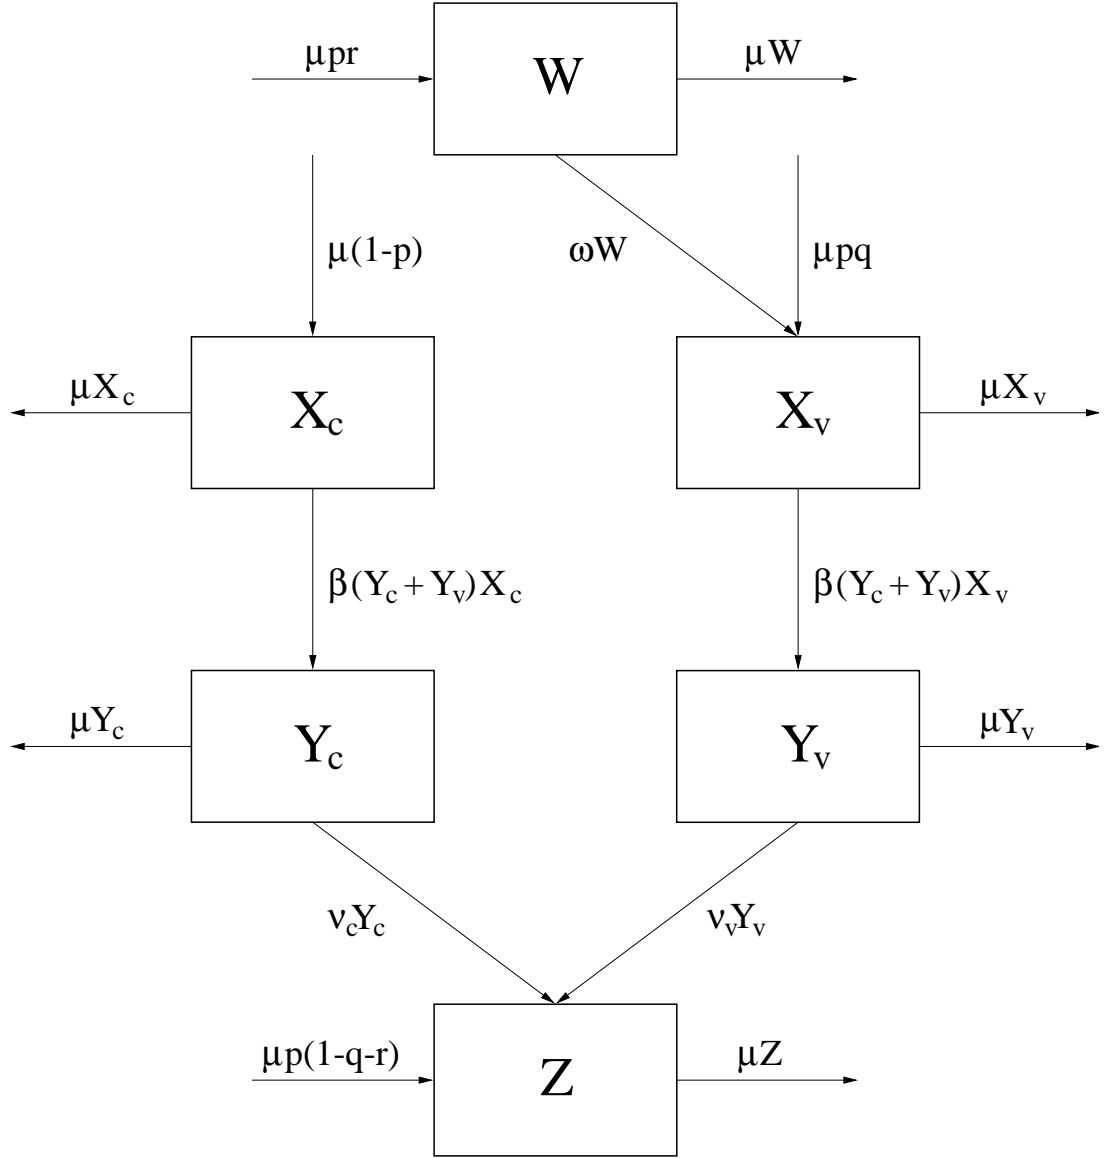 μpr
W
μW
μ(1-p)
ωW
μpq
μX_c
X_c
X_v
μX_v
β(Y_c + Y_v)X_c
β(Y_c + Y_v)X_v
μY_c
Y_c
Y_v
μY_v
ν_cY_c
ν_vY_v
μp(1-q-r)
Z
μZ